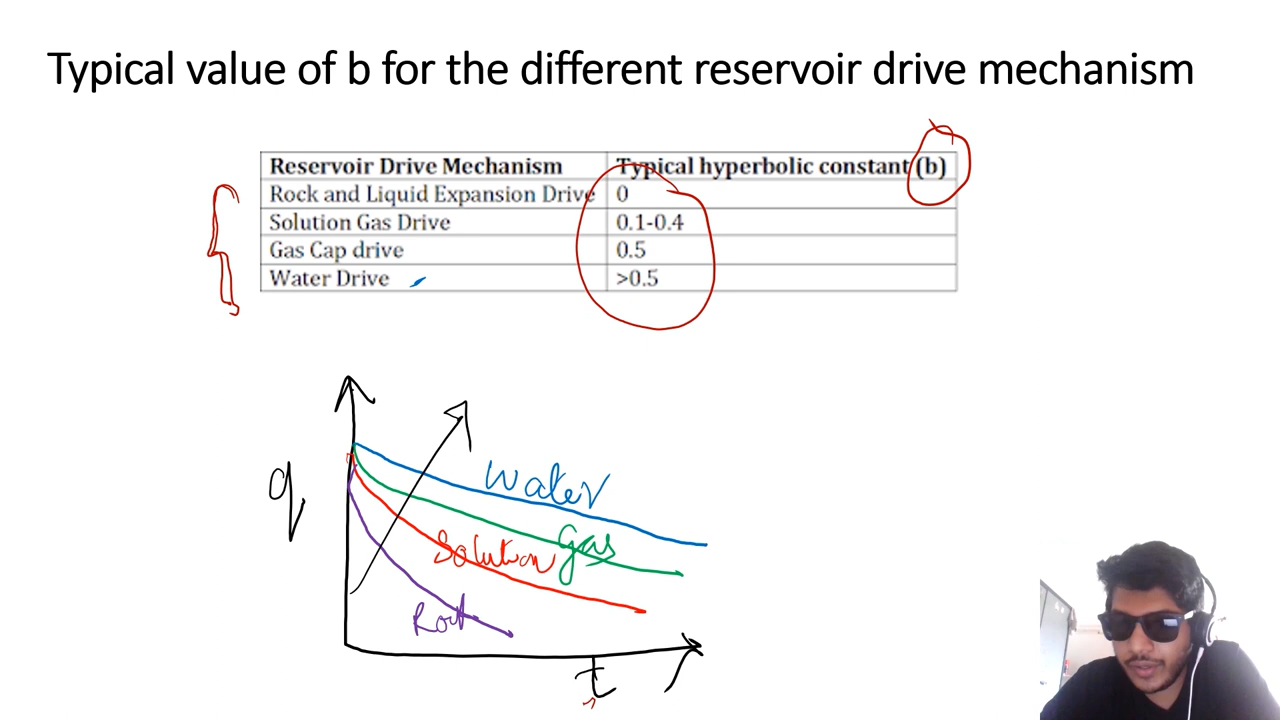 Typical value of b for the different reservoir drive mechanism
Reservoir Drive Mechanism Typical hyperbolic constant (b)
Rock and Liquid Expansion Drive 0
Solution Gas Drive 0.1-0.4
Gas Cap drive 0.5
Water Drive >0.5
q
Water
Gas
Solution
Rock
t